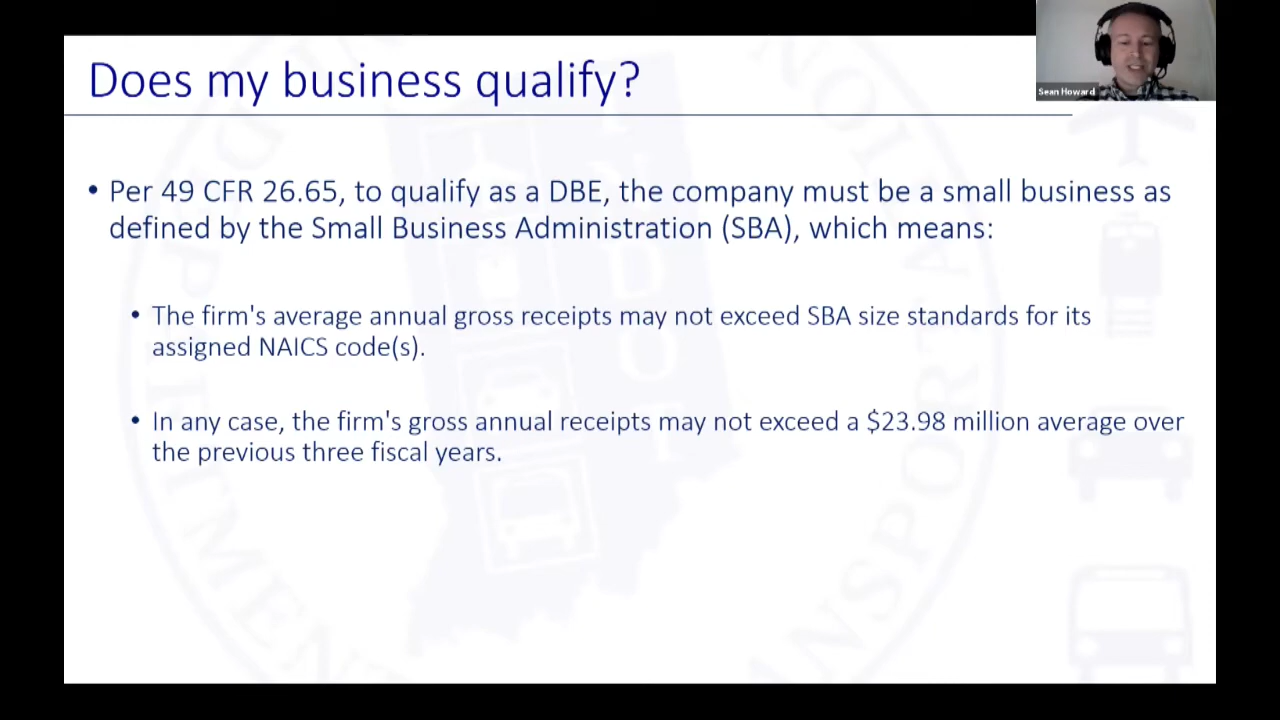 Does my business qualify?
Sean Howard
• Per 49 CFR 26.65, to qualify as a DBE, the company must be a small business as
defined by the Small Business Administration (SBA), which means:
• The firm's average annual gross receipts may not exceed SBA size standards for its
assigned NAICS code(s).
• In any case, the firm's gross annual receipts may not exceed a $23.98 million average over
the previous three fiscal years.